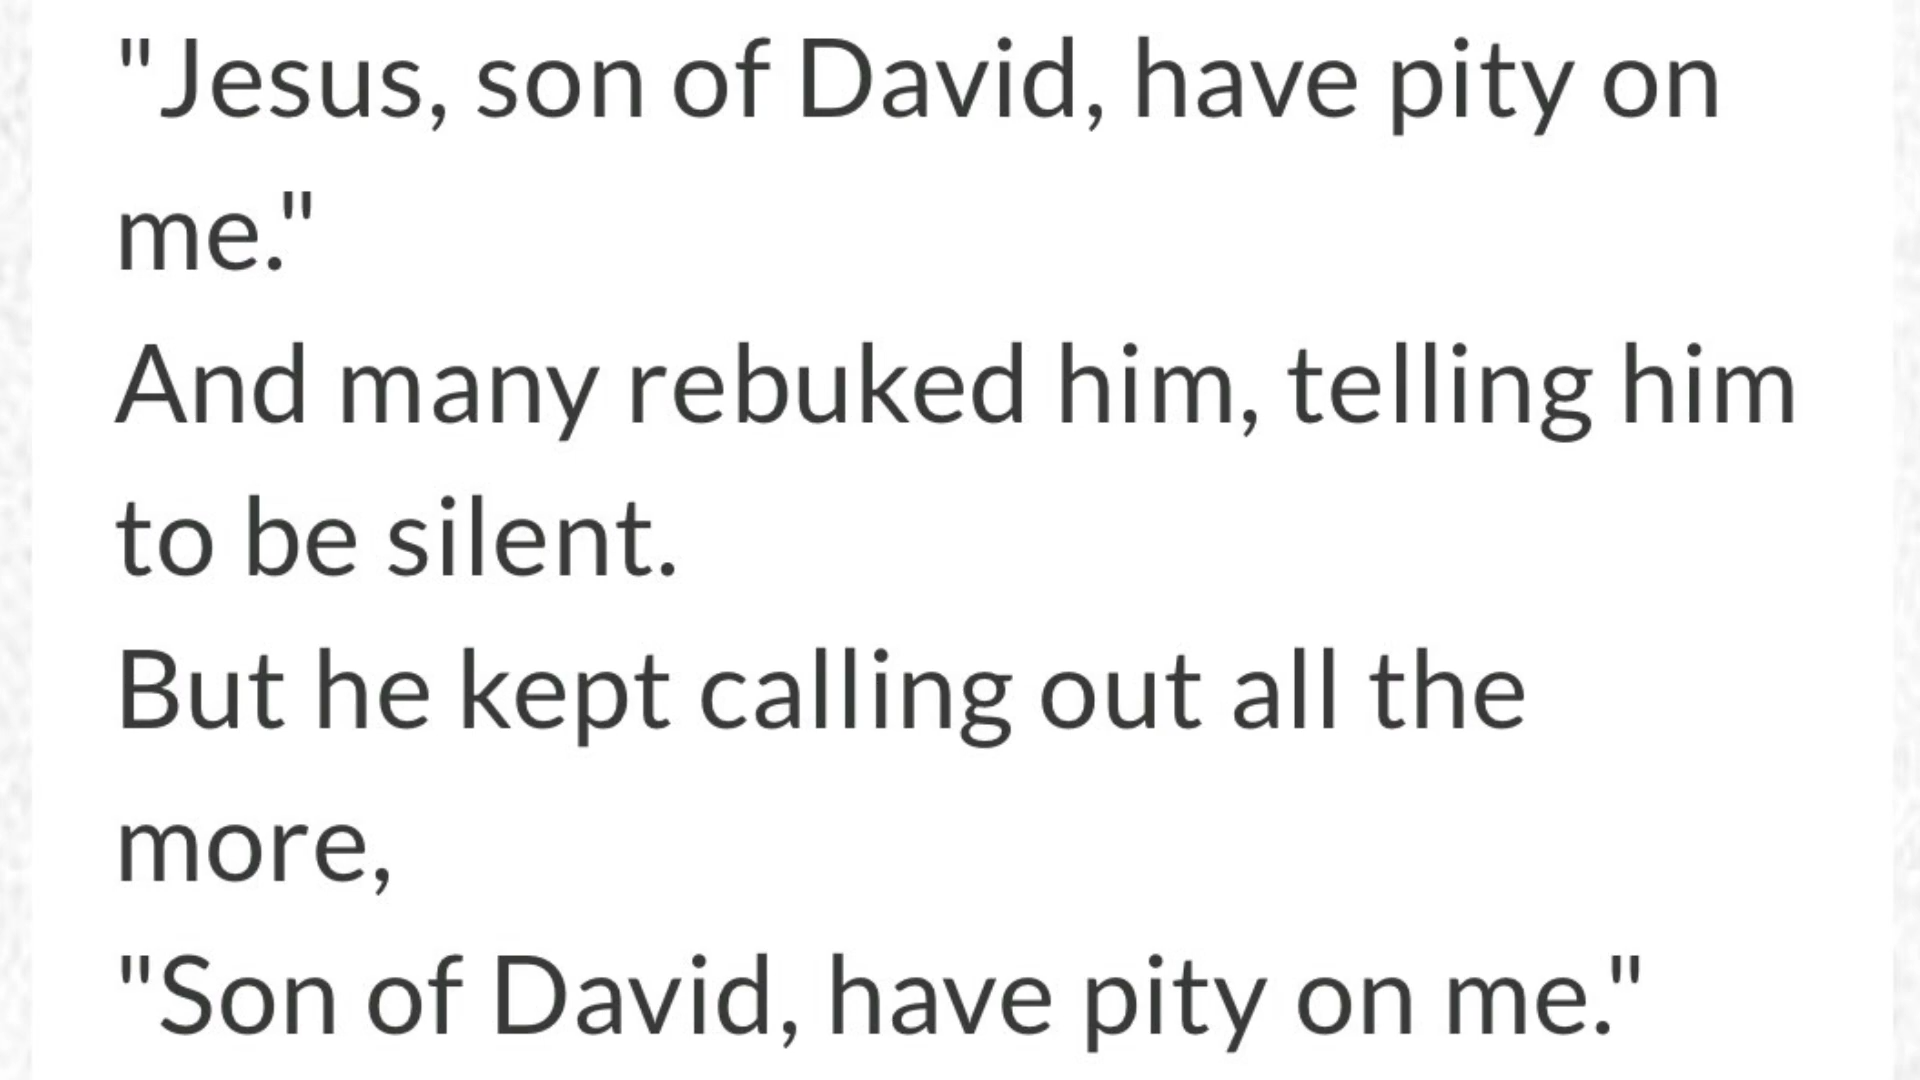 "Jesus, son of David, have pity on
me."
And many rebuked him, telling him
to be silent.
But he kept calling out all the
more,
"Son of David, have pity on me."